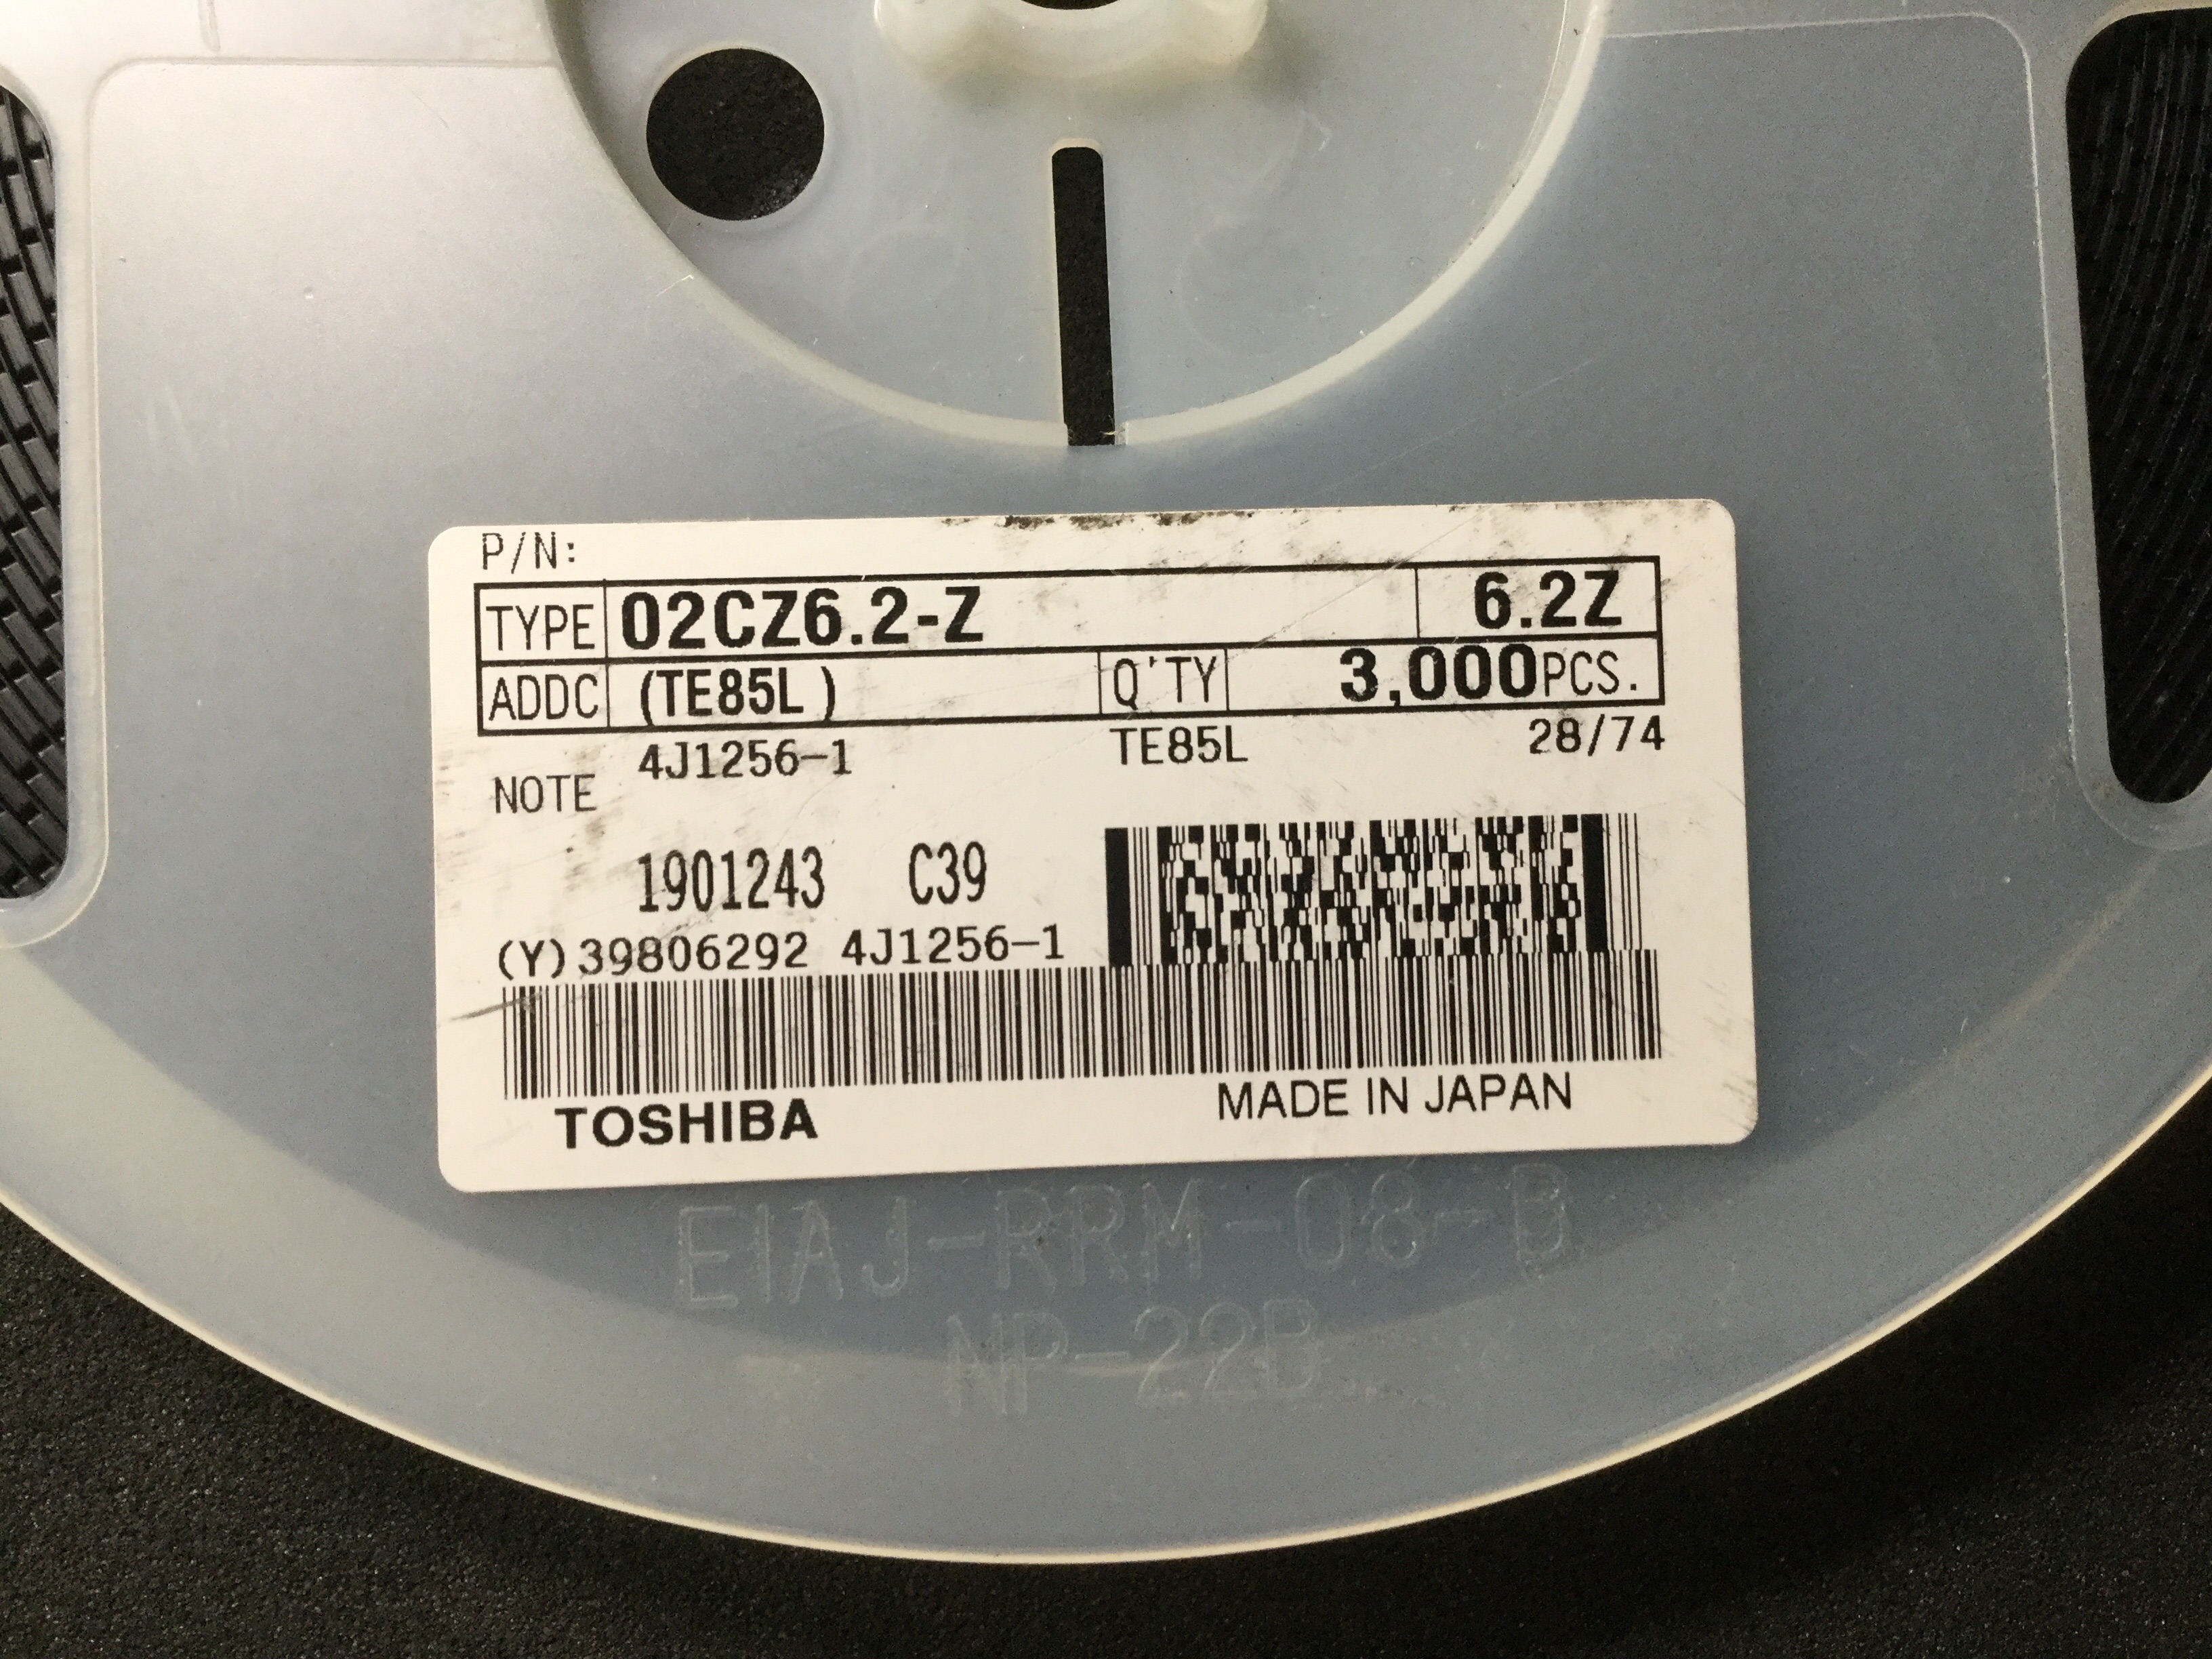 P/N:
TYPE 02CZ6.2-Z 6.2Z
ADDC (TE85L ) Q'TY 3,000PCS.
4J1256-1 TE85L 28/74
NOTE
1901243 C39
(Y)39806292 4J1256-1
TOSHIBA MADE IN JAPAN
EIAJ-RRM-08-B
NP-22B